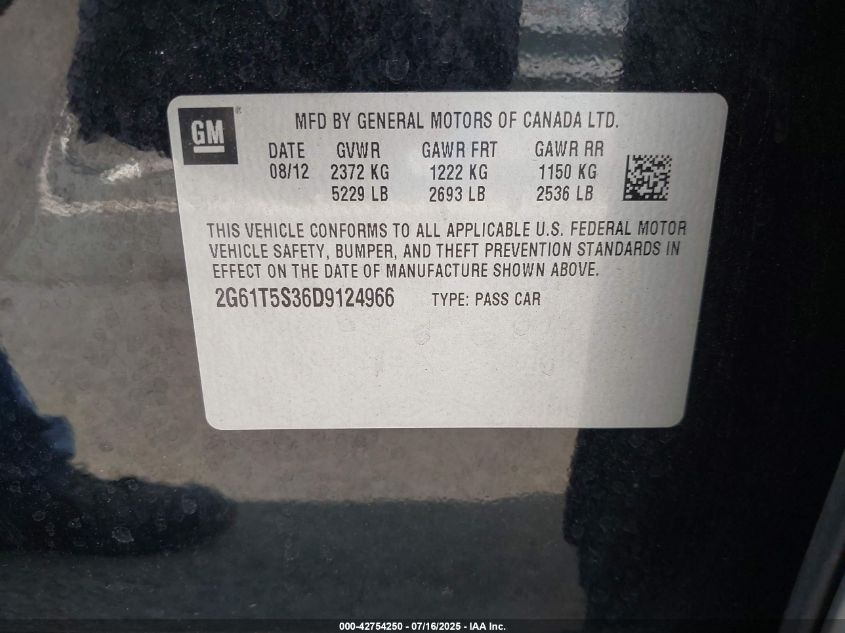 GM ®
MFD BY GENERAL MOTORS OF CANADA LTD.
DATE GVWR GAWR FRT GAWR RR
08/12 2372 KG 1222 KG 1150 KG
5229 LB 2693 LB 2536 LB
THIS VEHICLE CONFORMS TO ALL APPLICABLE U.S. FEDERAL MOTOR
VEHICLE SAFETY, BUMPER, AND THEFT PREVENTION STANDARDS IN
EFFECT ON THE DATE OF MANUFACTURE SHOWN ABOVE.
2G61T5S36D9124966 TYPE: PASS CAR
000-42754250 - 07/16/2025 - IAA Inc.